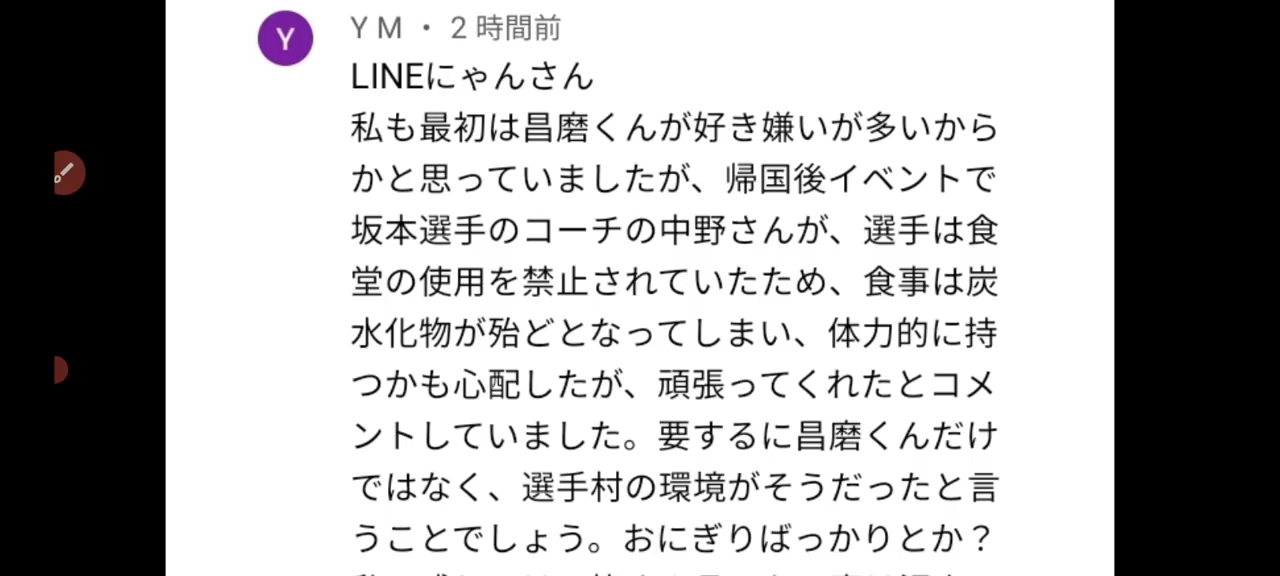 Y
Y M ・ 2 時間前
LINEにゃんさん
私も最初は昌磨くんが好き嫌いが多いから
かと思っていましたが、帰国後イベントで
坂本選手のコーチの中野さんが、選手は食
堂の使用を禁止されていたため、食事は炭
水化物が殆どとなってしまい、体力的に持
つかも心配したが、頑張ってくれたとコメ
ントしていました。要するに昌磨くんだけ
ではなく、選手村の環境がそうだったと言
うことでしょう。おにぎりばっかりとか？